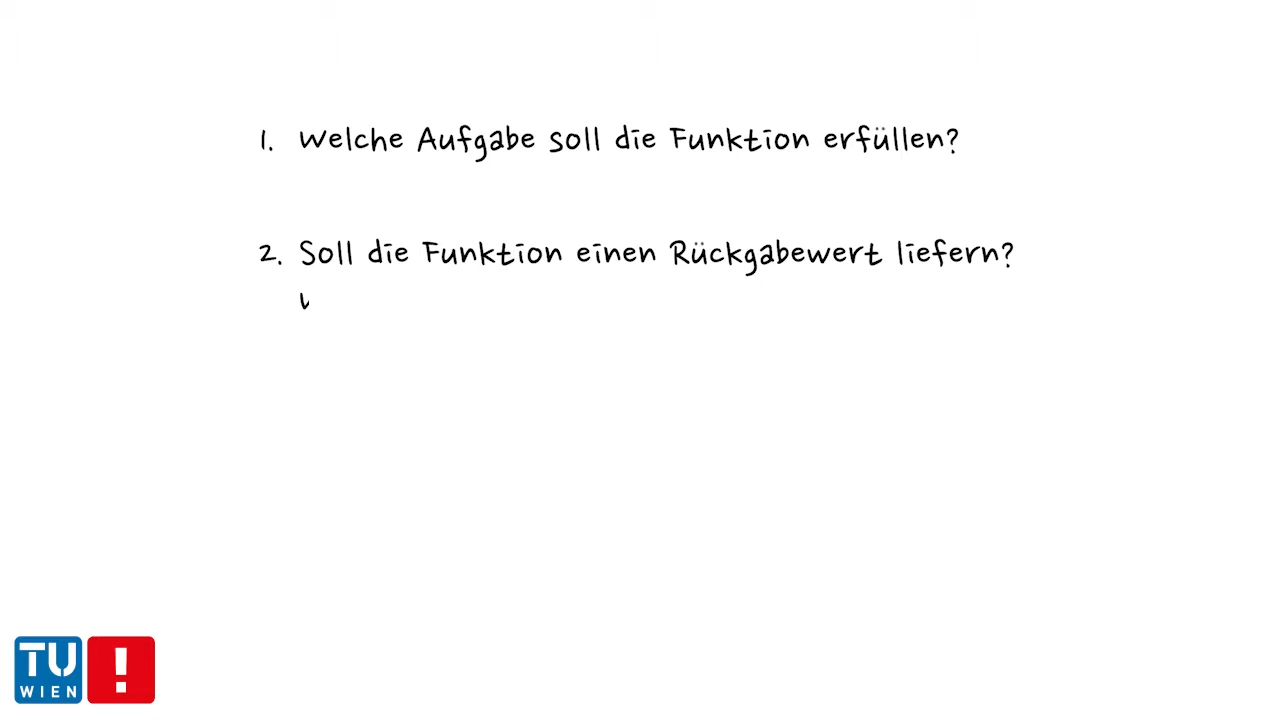 1. Welche Aufgabe soll die Funktion erfüllen?
2. Soll die Funktion einen Rückgabewert liefern?
TU
WIEN
!